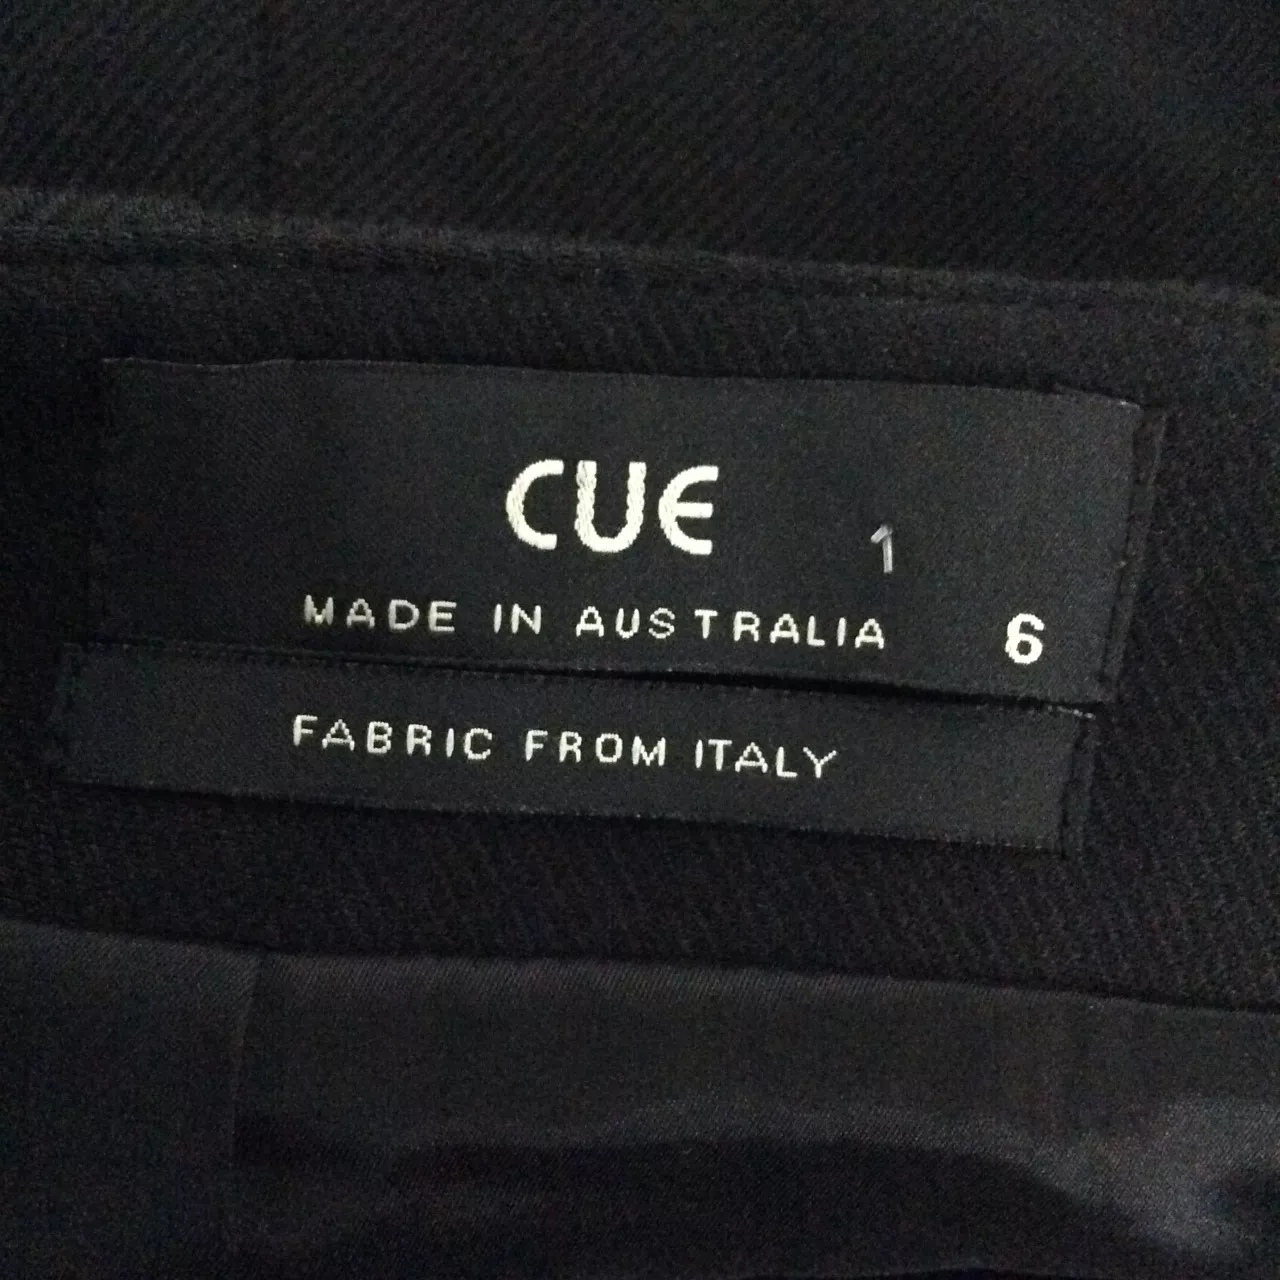 CUE
1
MADE IN AUSTRALIA
6
FABRIC FROM ITALY